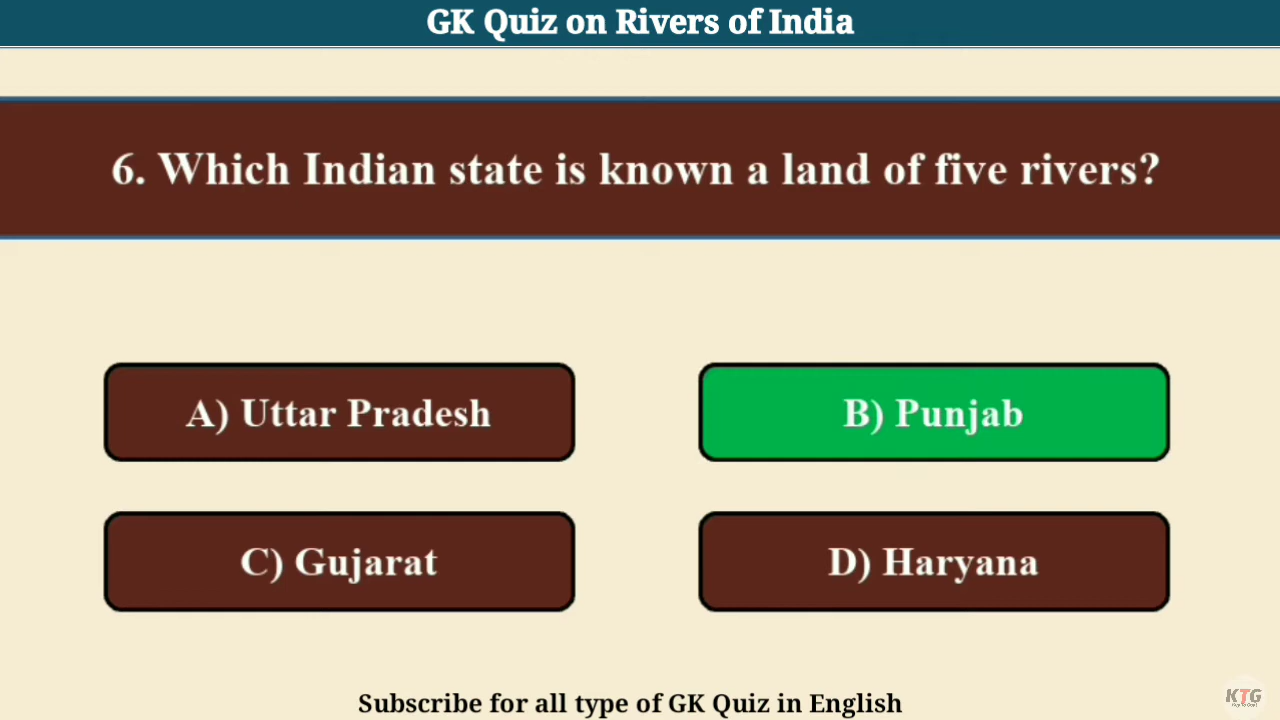 GK Quiz on Rivers of India
6. Which Indian state is known a land of five rivers?
A) Uttar Pradesh
B) Punjab
C) Gujarat
D) Haryana
Subscribe for all type of GK Quiz in English
KTG